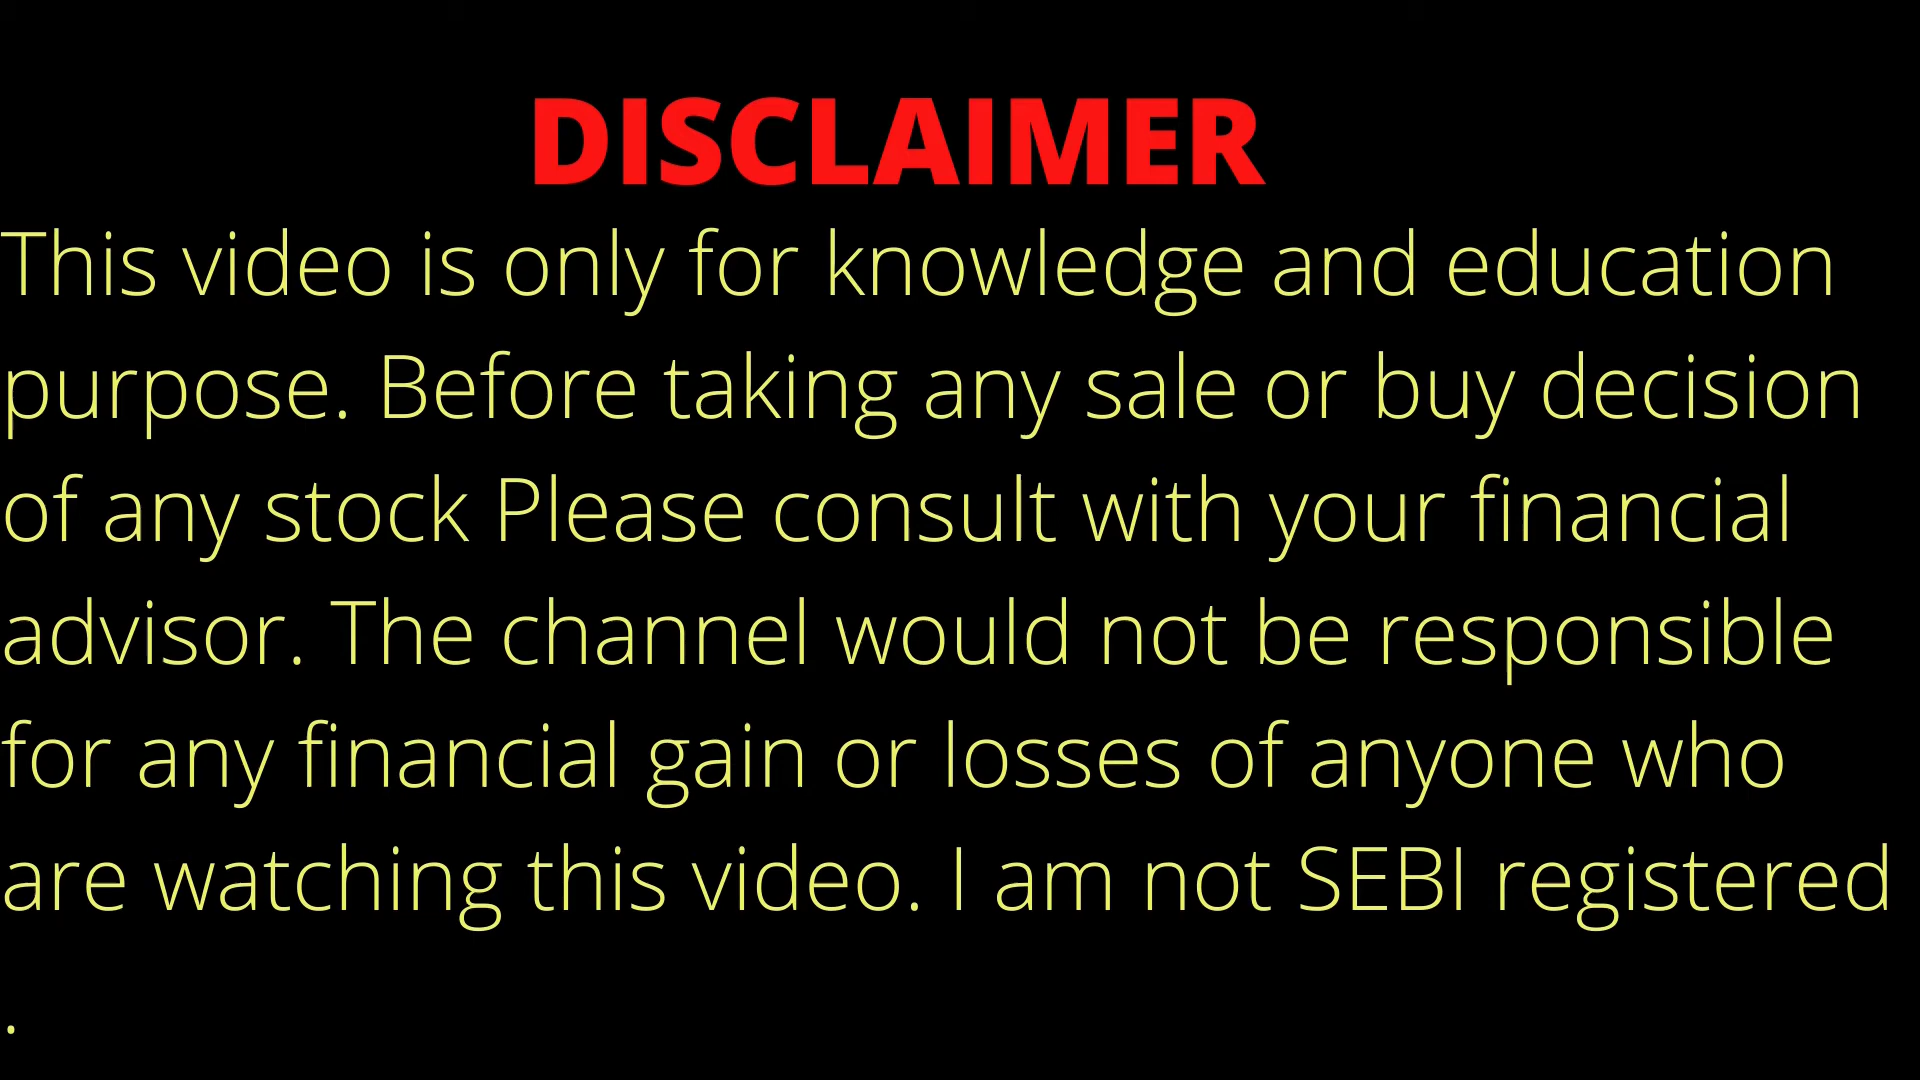 DISCLAIMER
This video is only for knowledge and education
purpose. Before taking any sale or buy decision
of any stock Please consult with your financial
advisor. The channel would not be responsible
for any financial gain or losses of anyone who
are watching this video. I am not SEBI registered
.